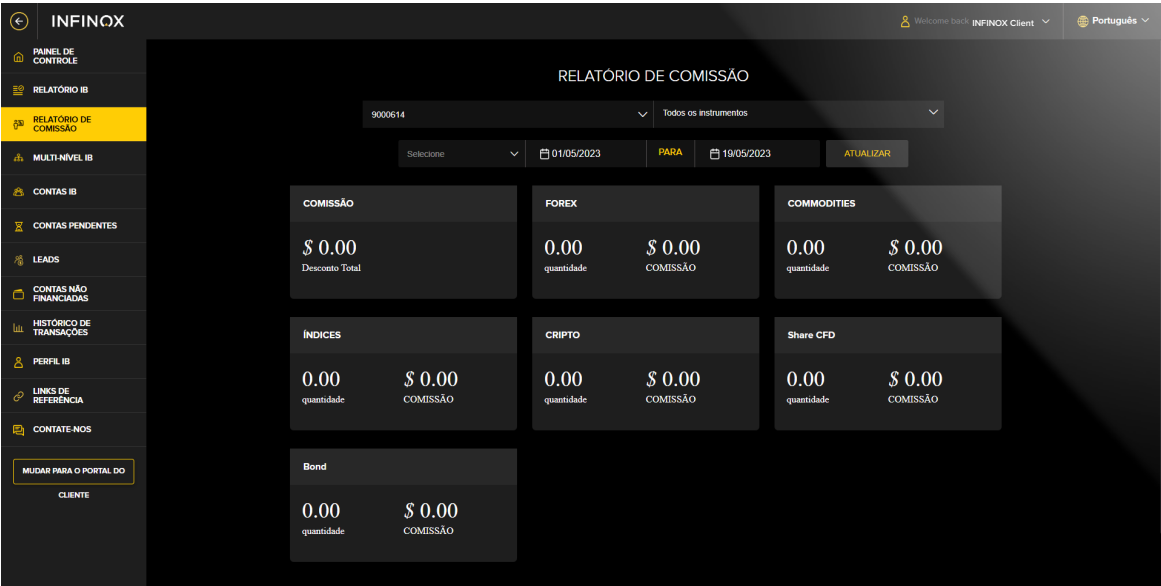 INFINOX
Welcome back INFINOX Client
Português
PAINEL DE
CONTROLE
RELATÓRIO IB
RELATÓRIO DE
COMISSÃO
MULTI-NÍVEL IB
CONTAS IB
CONTAS PENDENTES
LEADS
CONTAS NÃO
FINANCIADAS
HISTÓRICO DE
TRANSAÇÕES
PERFIL IB
LINKS DE
REFERÊNCIA
CONTATE-NOS
MUDAR PARA O PORTAL DO
CLIENTE
RELATÓRIO DE COMISSÃO
9000614 Todos os instrumentos
Selecione 01/05/2023 PARA 19/05/2023 ATUALIZAR
COMISSÃO
$ 0.00
Desconto Total
FOREX
0.00 $ 0.00
quantidade COMISSÃO
COMMODITIES
0.00 $ 0.00
quantidade COMISSÃO
ÍNDICES
0.00 $ 0.00
quantidade COMISSÃO
CRIPTO
0.00 $ 0.00
quantidade COMISSÃO
Share CFD
0.00 $ 0.00
quantidade COMISSÃO
Bond
0.00 $ 0.00
quantidade COMISSÃO